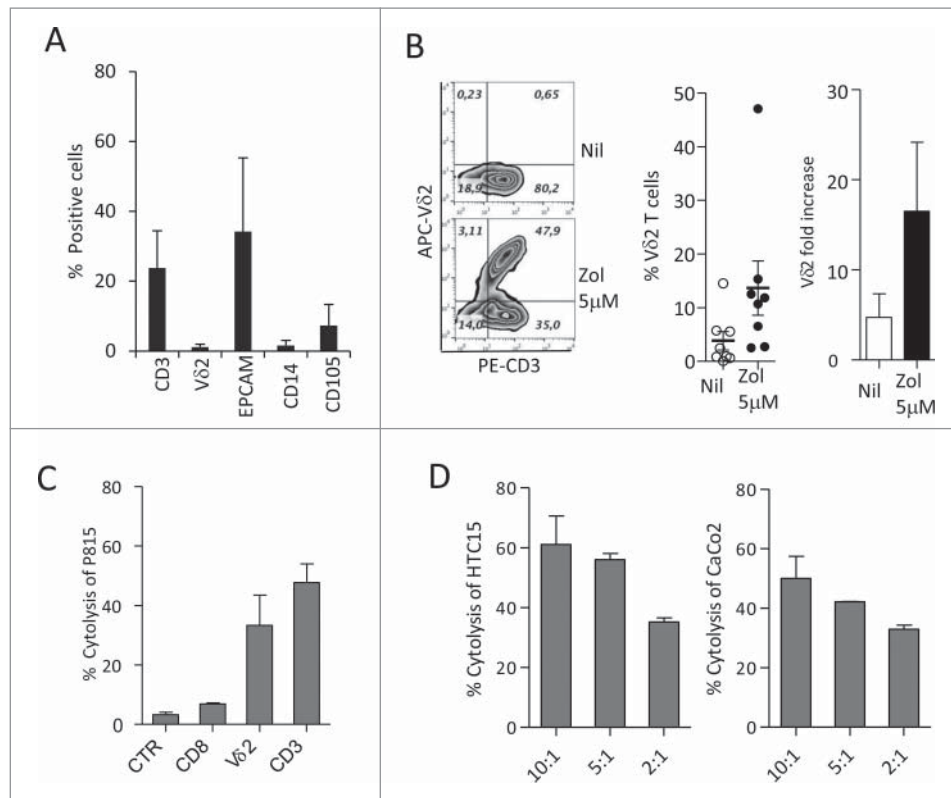 A
% Positive cells
80
60
40
20
0
CD3
Vδ2
EPCAM
CD14
CD105
B
APC-Vδ2
0,23
0,65
18,9
80,2
Nil
3,11
47,9
14,0
35,0
Zol
5µM
PE-CD3
% Vδ2 T cells
50
40
30
20
10
0
Nil
Zol
5µM
Vδ2 fold increase
30
20
10
0
Nil
Zol
5µM
C
% Cytolysis of P815
80
60
40
20
0
CTR
CD8
Vδ2
CD3
D
% Cytolysis of HTC15
80
60
40
20
0
10:1
5:1
2:1
% Cytolysis of CaCo2
80
60
40
20
0
10:1
5:1
2:1